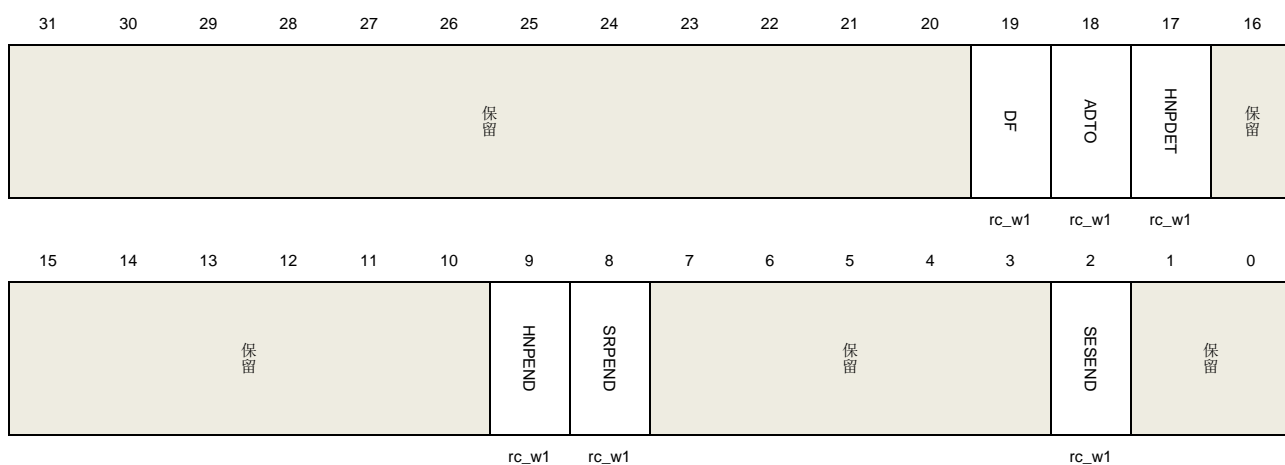 31 30 29 28 27 26 25 24 23 22 21 20 19 18 17 16
保留 DF ADTO HNPDET 保留
rc_w1 rc_w1 rc_w1
15 14 13 12 11 10 9 8 7 6 5 4 3 2 1 0
保留 HNPEND SRPEND 保留 SESEND 保留
rc_w1 rc_w1 rc_w1